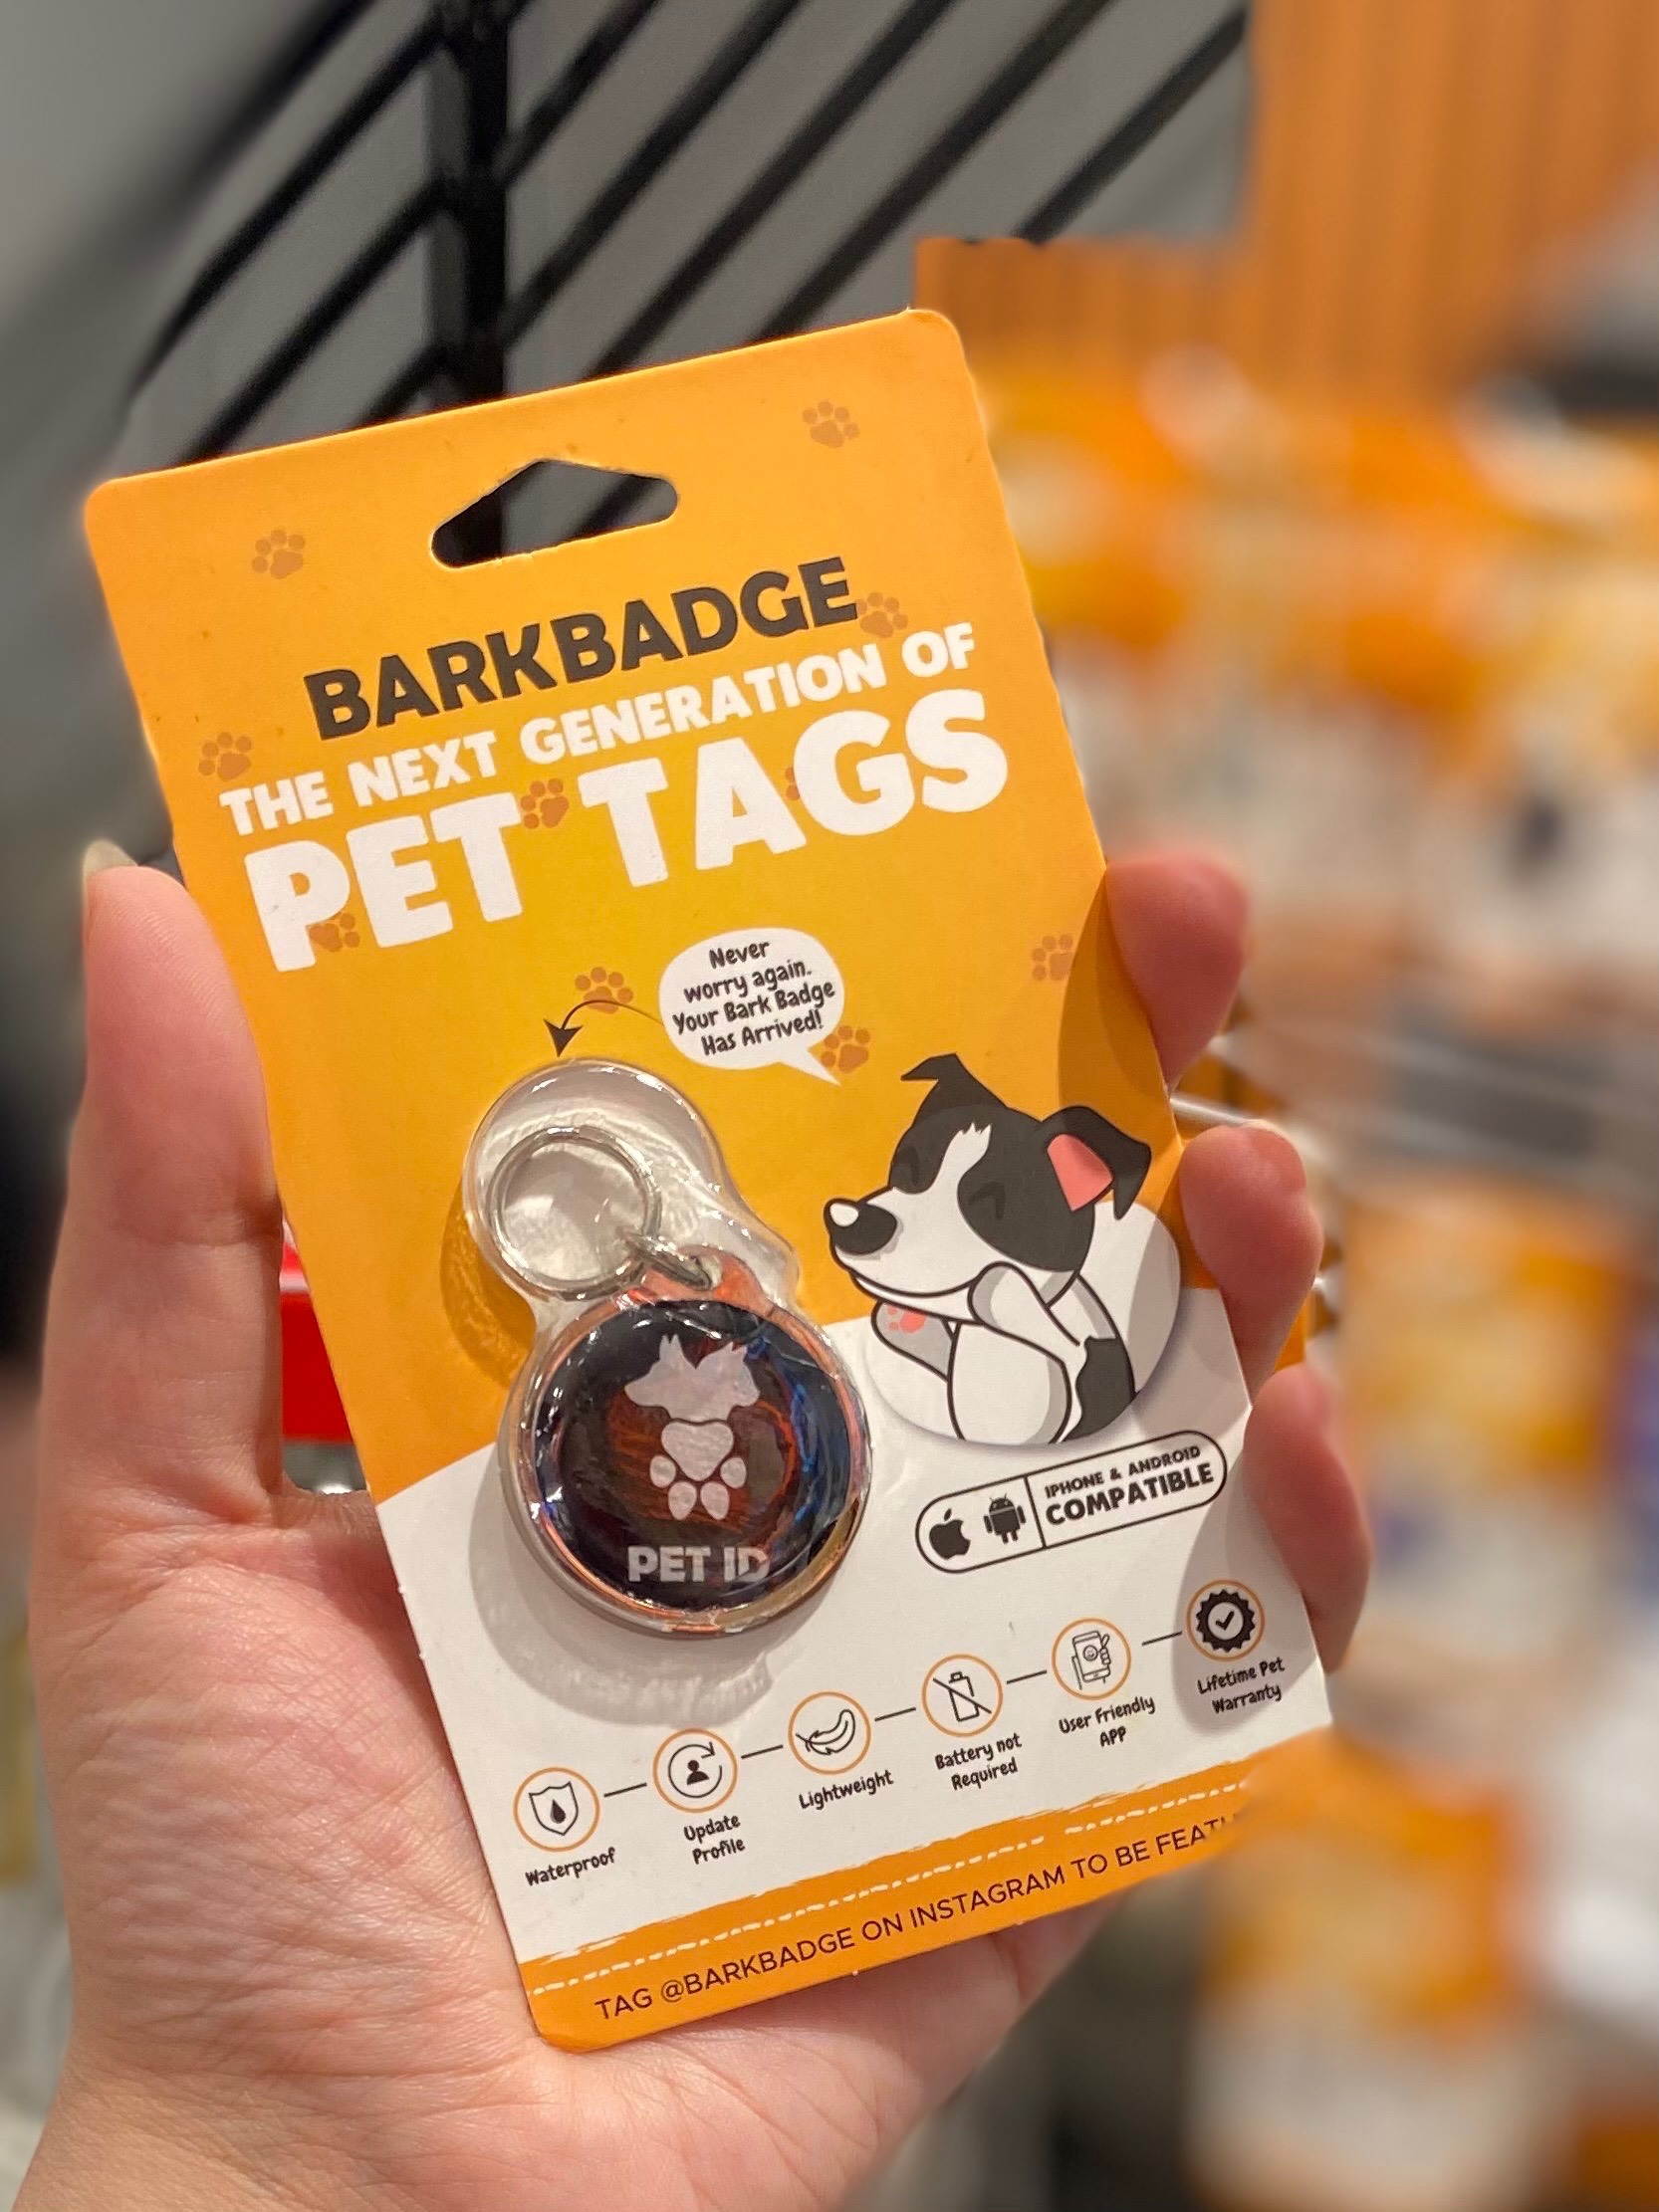 BARKBADGE
THE NEXT GENERATION OF
PET TAGS
Never
worry again.
Your Bark Badge
Has Arrived!
PET ID
IPHONE & ANDROID
COMPATIBLE
Waterproof
Update
Profile
Lightweight
Battery not
Required
User Friendly
APP
Lifetime Pet
Warranty
TAG @BARKBADGE ON INSTAGRAM TO BE